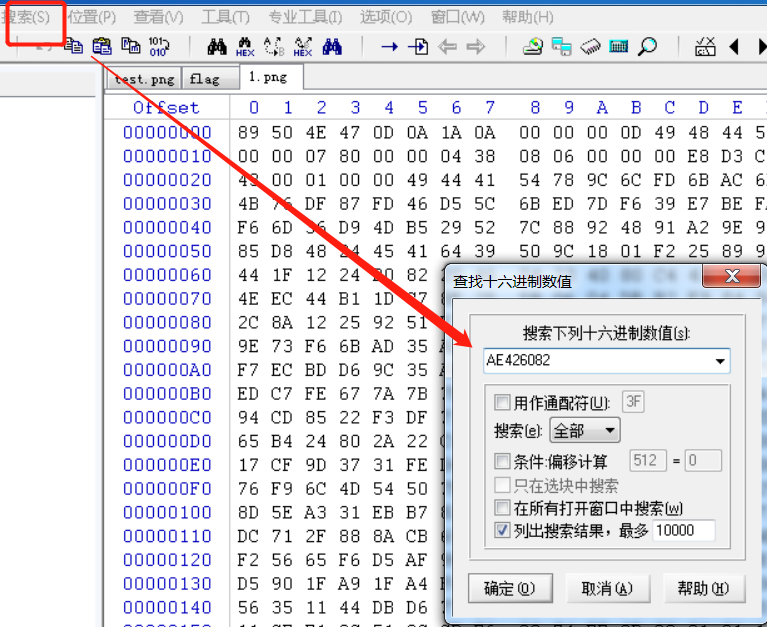 搜索(S) 位置(P) 查看(V) 工具(T) 专业工具(I) 选项(O) 窗口(W) 帮助(H)
101 010 HEX B HEX
test.png flag 1.png
Offset 0 1 2 3 4 5 6 7 8 9 A B C D E
00000000 89 50 4E 47 0D 0A 1A 0A 00 00 00 0D 49 48 44 5
00000010 00 00 07 80 00 00 04 38 08 06 00 00 00 E8 D3 C
00000020 00 01 00 00 49 44 41 54 78 9C 6C FD 6B AC 6
00000030 4B 76 DF 87 FD 46 D5 5C 6B ED 7D F6 39 E7 BE F
00000040 F6 6D D9 4D B5 29 52 7C 88 92 48 91 A2 9E 9
00000050 85 D8 48 45 41 64 39 50 9C 18 01 F2 25 89 9
00000060 44 1F 12 24 82
00000070 4E EC 44 B1 1D
00000080 2C 8A 12 25 92 51
00000090 9E 73 F6 6B AD 35
000000A0 F7 EC BD D6 9C 35
000000B0 ED C7 FE 67 7A 7B
000000C0 94 CD 85 22 F3 DF
000000D0 65 B4 24 80 2A 22
000000E0 17 CF 9D 37 31 FE
000000F0 76 F9 6C 4D 54 50
00000100 8D 5E A3 31 EB B7
00000110 DC 71 2F 88 8A CB
00000120 F2 56 65 F6 D5 AF
00000130 D5 90 1F A9 1F A4
00000140 56 35 11 44 DB D6
查找十六进制数值
搜索下列十六进制数值(s):
AE426082
用作通配符(U): 3F
搜索(e): 全部
条件:偏移计算 512 = 0
只在选块中搜索
在所有打开窗口中搜索(w)
列出搜索结果，最多 10000
确定(O) 取消(A) 帮助(H)